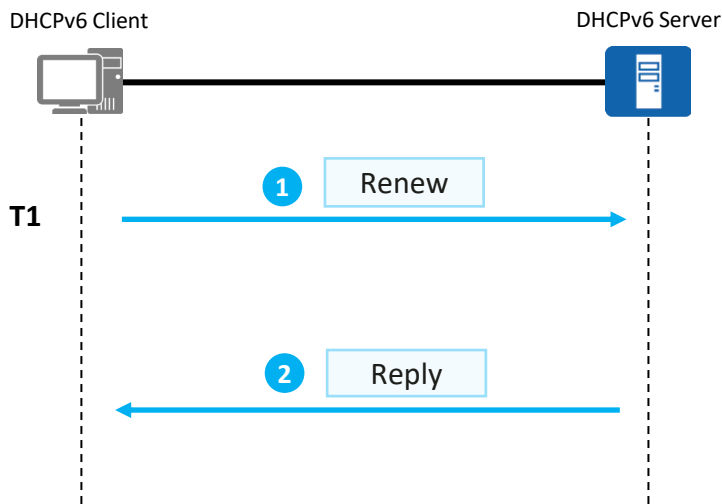 DHCPv6 Client
DHCPv6 Server
1
Renew
T1
2
Reply